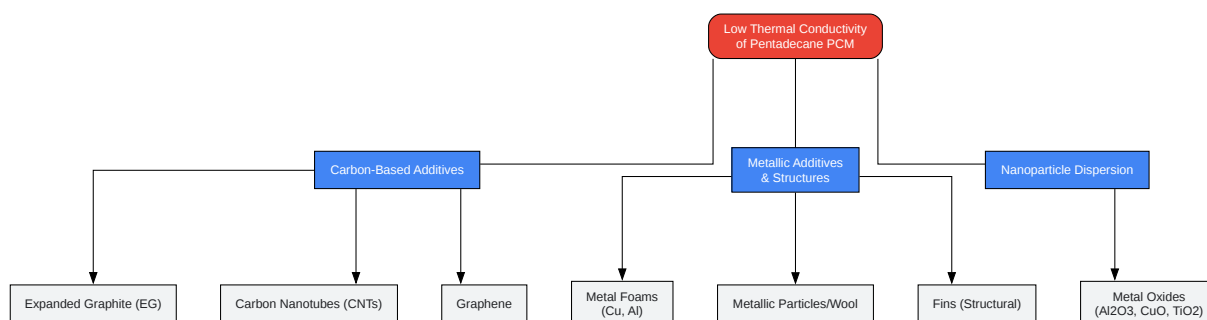 Low Thermal Conductivity
of Pentadecane PCM
Carbon-Based Additives
Metallic Additives
& Structures
Nanoparticle Dispersion
Expanded Graphite (EG)
Carbon Nanotubes (CNTs)
Graphene
Metal Foams
(Cu, Al)
Metallic Particles/Wool
Fins (Structural)
Metal Oxides
(Al2O3, CuO, TiO2)